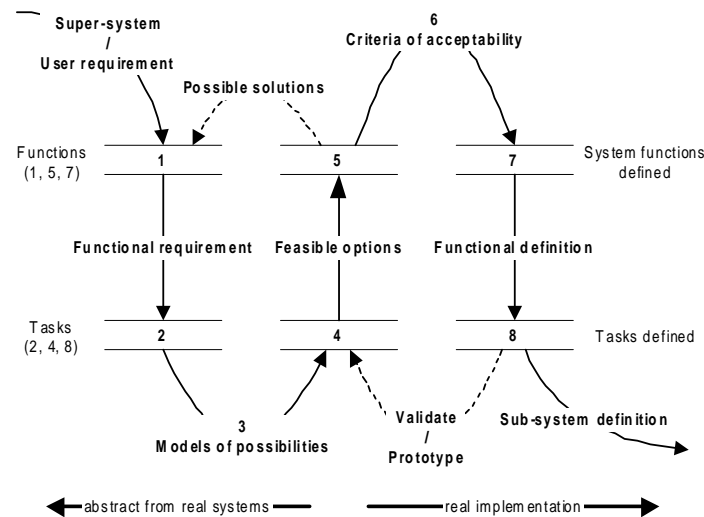 6
Super-system
/
User requirement
Criteria of acceptability
Possible solutions
Functions
(1, 5, 7)
1
5
7
System functions
defined
Functional requirement
Feasible options
Functional definition
Tasks
(2, 4, 8)
2
4
8
Tasks defined
3
Models of possibilities
Validate
/
Prototype
Sub-system definition
abstract from real systems
real implementation